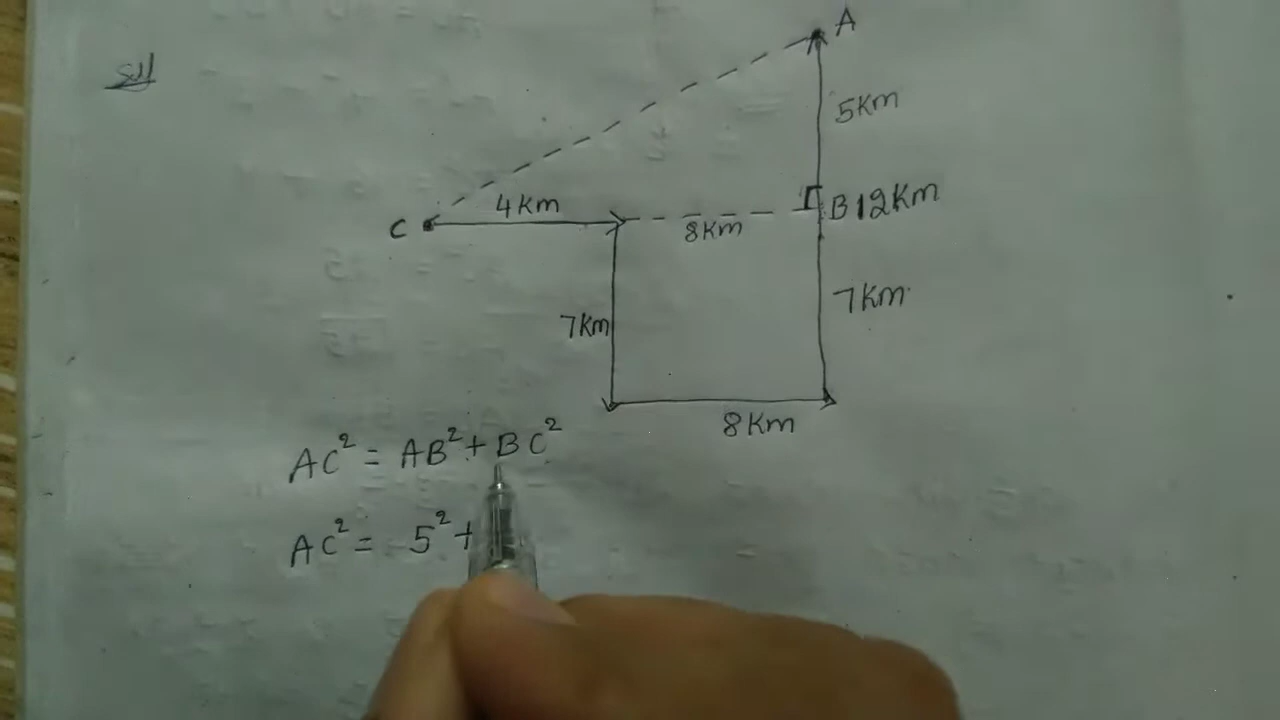 Sol
A
5Km
4Km
C
B 12Km
8Km
7Km
7Km
8Km
AC² = AB² + BC²
AC² = 5² +